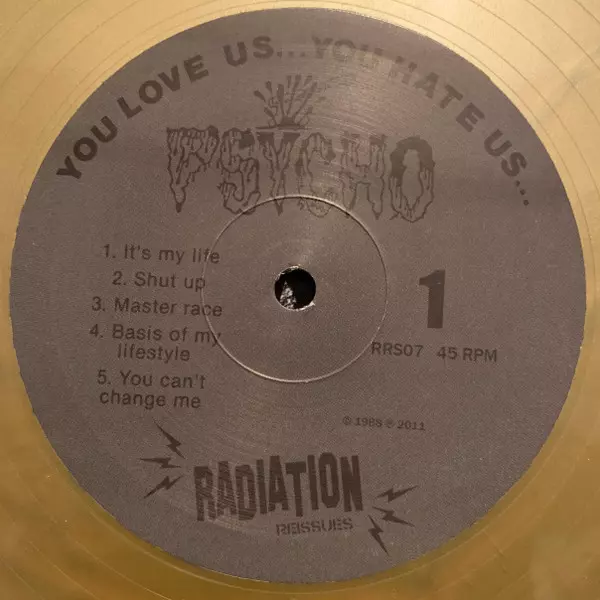 YOU LOVE US...YOU HATE US...
PSYCHO
1. It's my life
2. Shut up
3. Master race
4. Basis of my
lifestyle
5. You can't
change me
1
RRS07 45 RPM
© 1988 ℗ 2011
RADIATION
REISSUES